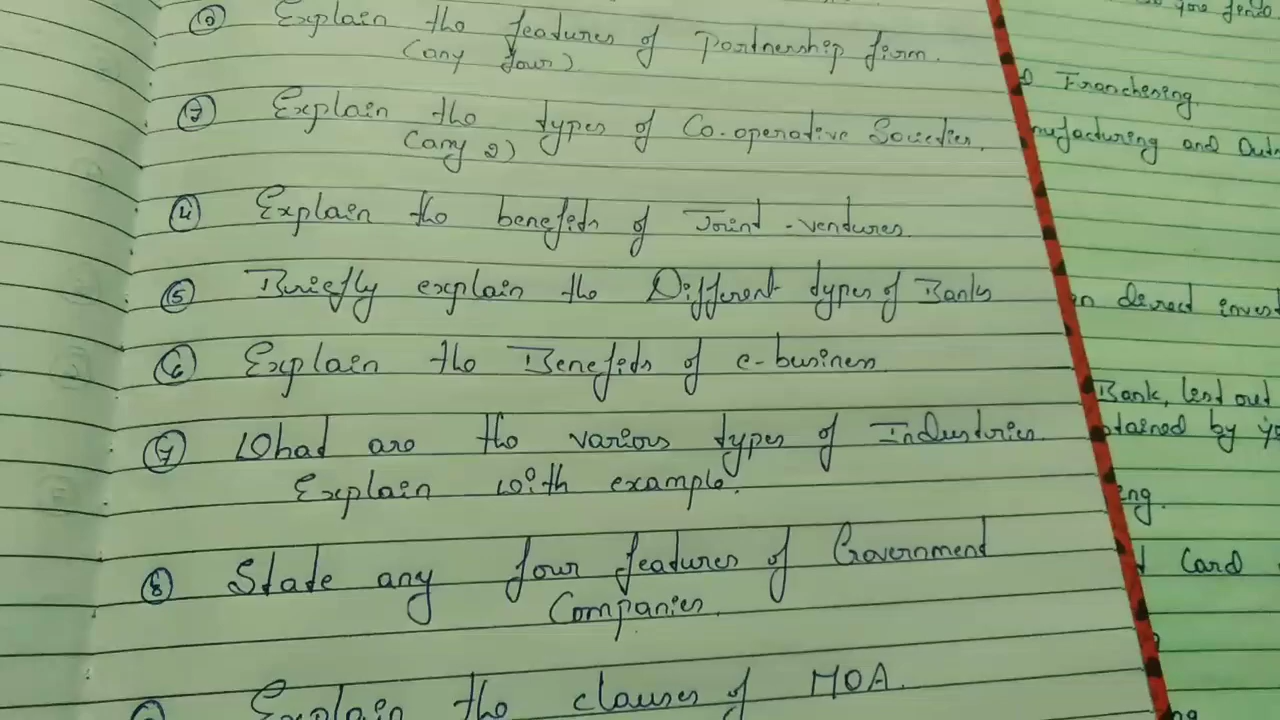 ② Explain the features of Partnership firm.
(any four)
③ Explain the types of Co-operative Societies.
(any 2)
④ Explain the benefits of Joint-ventures.
⑤ Briefly explain the Different types of Banks
⑥ Explain the Benefits of e-business
⑦ What are the various types of Industries.
Explain with example.
⑧ State any four features of Government
Companies.
Explain the clauses of MOA.
Franchising
and
direct invest
Bank, lend out
by
Card